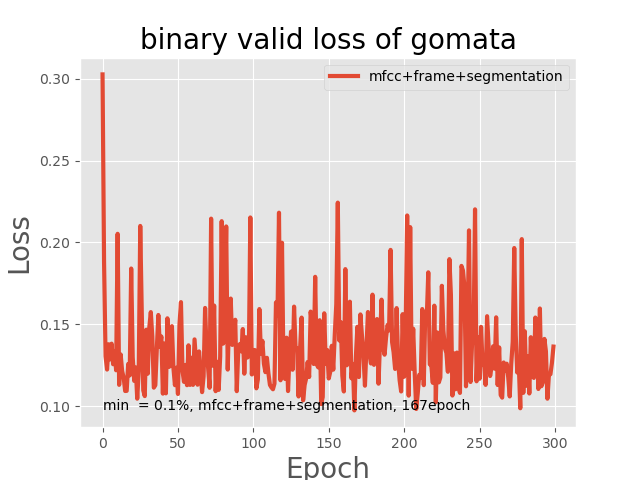 binary valid loss of gomata
mfcc+frame+segmentation
0.30
0.25
0.20
0.15
0.10
Loss
min  = 0.1%, mfcc+frame+segmentation, 167epoch
0 50 100 150 200 250 300
Epoch